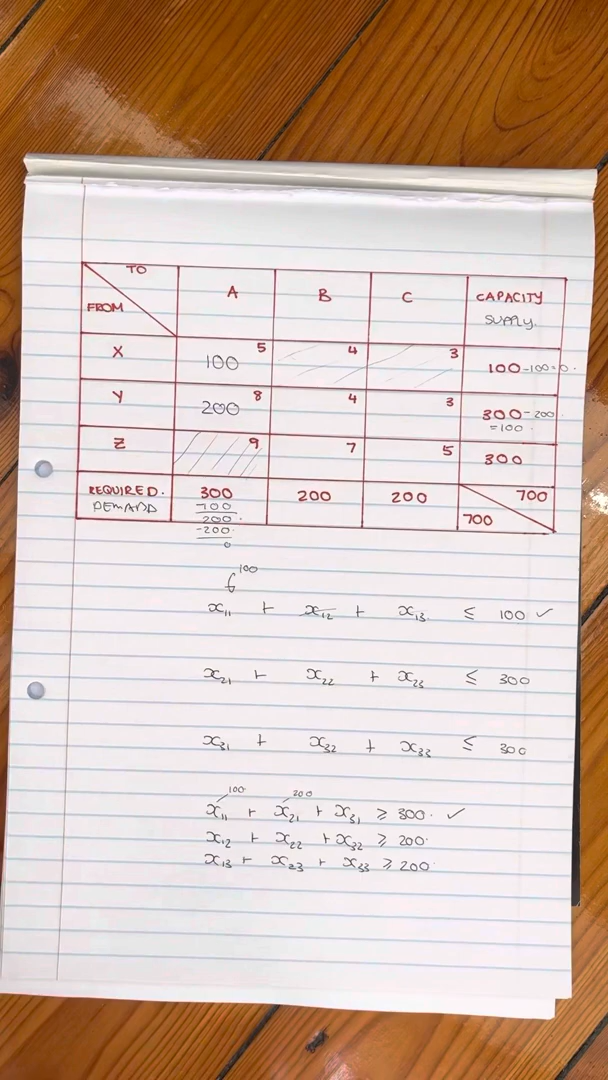 TO
FROM
A
B
C
CAPACITY
SUPPLY.
X
5
100
4
3
100-100=0.
Y
8
200
4
3
300-200.
=100.
Z
9
7
5
300
REQUIRED.
DEMAND
300
100
200.
-200.
0
200
200
700
700
100
x₁₁ + x₁₂ + x₁₃. ≤ 100 ✓
x₂₁ + x₂₂ + x₂₃ ≤ 300
x₃₁ + x₃₂ + x₃₃ ≤ 300
100 200
x₁₁ + x₂₁ + x₃₁ ≥ 300. ✓
x₁₂ + x₂₂ + x₃₂ ≥ 200.
x₁₃ + x₂₃ + x₃₃ ≥ 200.